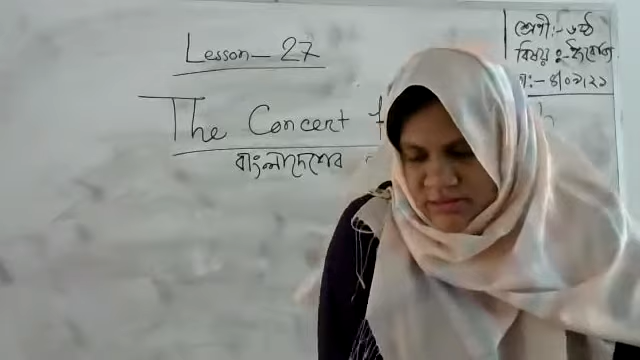 Lesson - 27
The Concert f
বাংলাদেশের
শ্রেণী :- ৬ষ্ঠ
বিষয় :- ইংরেজি